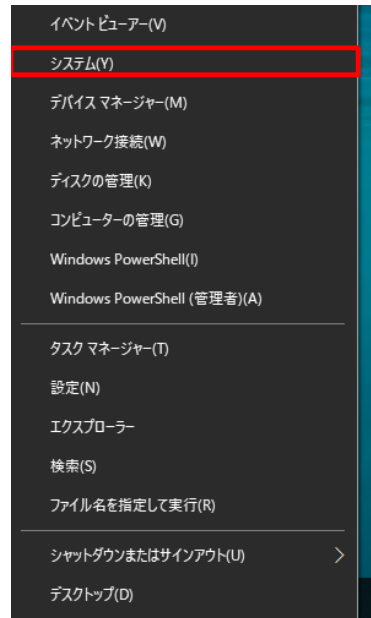 イベント ビューアー(V)
システム(Y)
デバイス マネージャー(M)
ネットワーク接続(W)
ディスクの管理(K)
コンピューターの管理(G)
Windows PowerShell(I)
Windows PowerShell (管理者)(A)
タスク マネージャー(T)
設定(N)
エクスプローラー
検索(S)
ファイル名を指定して実行(R)
シャットダウンまたはサインアウト(U)
デスクトップ(D)